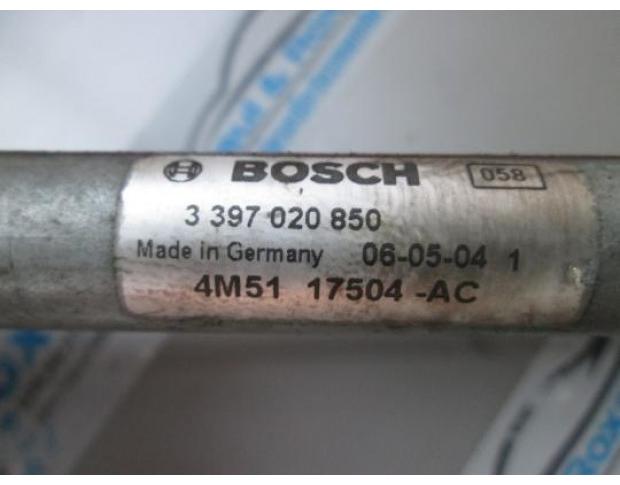 BOSCH 058
3 397 020 850
Made in Germany 06-05-04 1
4M51 17504 -AC